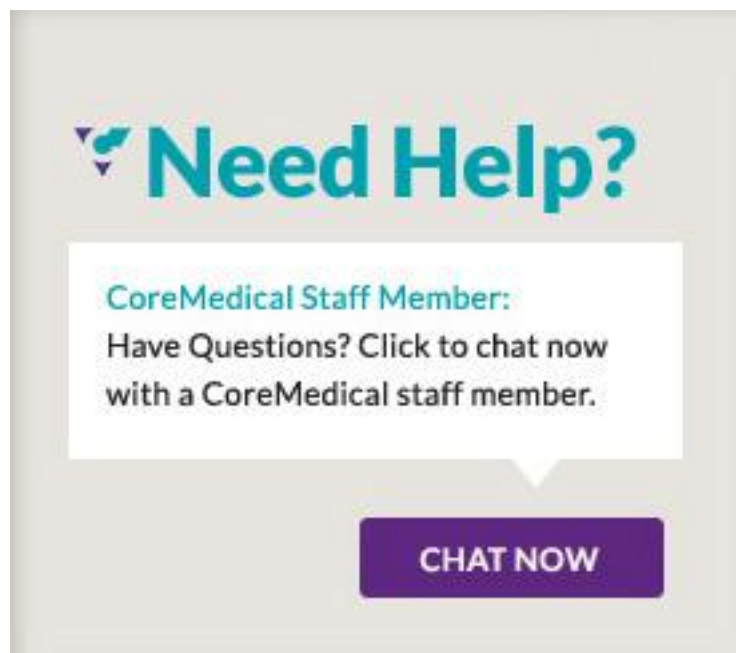 Need Help?
CoreMedical Staff Member:
Have Questions? Click to chat now
with a CoreMedical staff member.
CHAT NOW